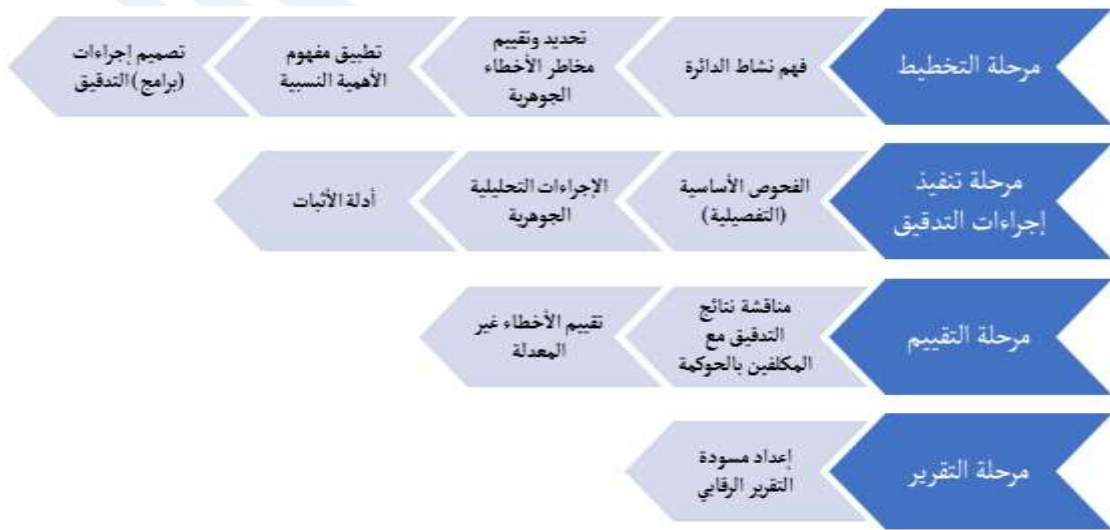 مرحلة التخطيط
فهم نشاط الدائرة
تحديد وتقييم
مخاطر الأخطاء
الجوهرية
تطبيق مفهوم
الأهمية النسبية
تصميم إجراءات
(برامج) التدقيق
مرحلة تنفيذ
إجراءات التدقيق
الفحوص الأساسية
(التفصيلية)
الإجراءات التحليلية
الجوهرية
أدلة الأثبات
مرحلة التقييم
مناقشة نتائج
التدقيق مع
المكلفين بالحوكمة
تقييم الأخطاء غير
المعدلة
مرحلة التقرير
إعداد مسودة
التقرير الرقابي